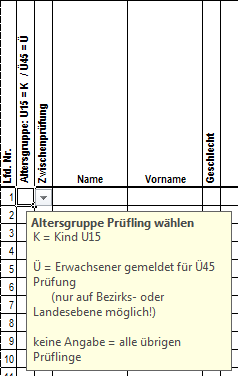 Lfd. Nr.
Altersgruppe: U15 = K / Ü45 = Ü
Zwischenprüfung
Name
Vorname
Geschlecht
1
2
3
4
5
6
7
8
9
10
Altersgruppe Prüfling wählen
K = Kind U15
Ü = Erwachsener gemeldet für Ü45
Prüfung
(nur auf Bezirks- oder
Landesebene möglich!)
keine Angabe = alle übrigen
Prüflinge